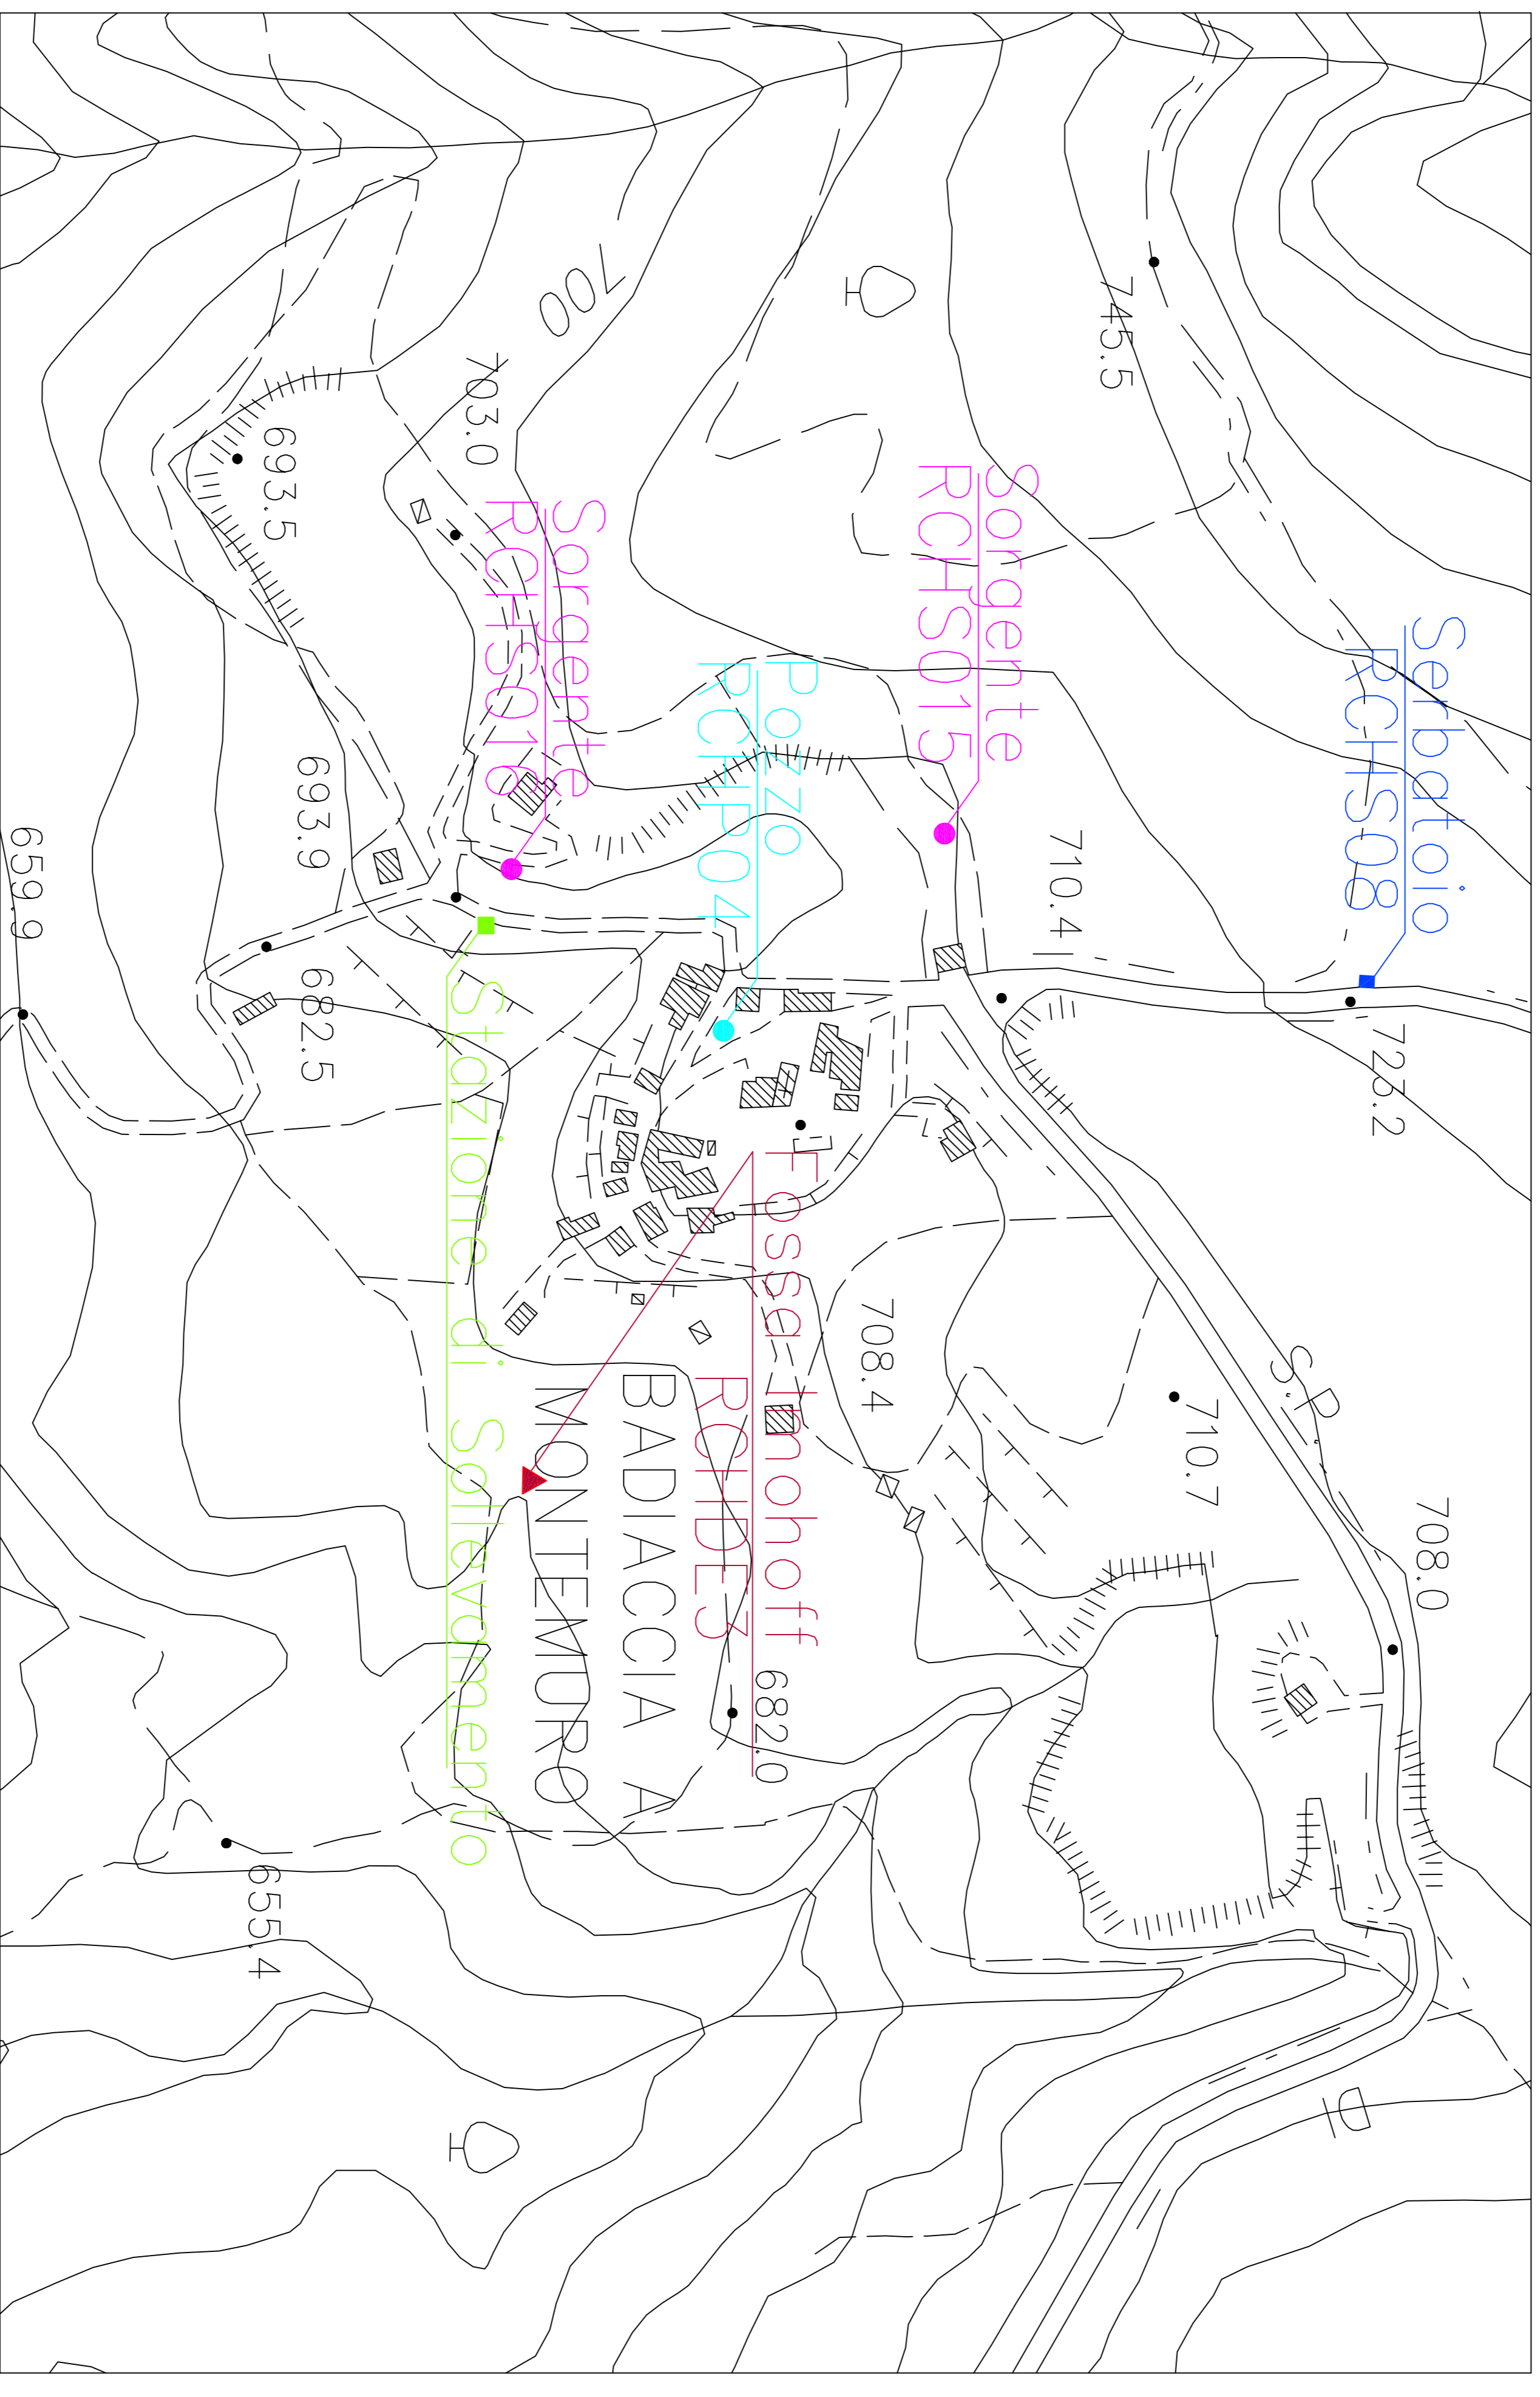 Serbatoio
RCHS08
745.5
Sorgente
RCHS015
710.4
723.2
S.P.
708.0
710.7
708.4
Pozzo
RCHP04
Fossa Imohoff
RCHDE3
700
703.0
Sorgente
RCHS016
BADIACCIA A
MONTEMURO
682.0
Stazione di Sollevamento
693.5
693.9
682.5
655.4
659.9